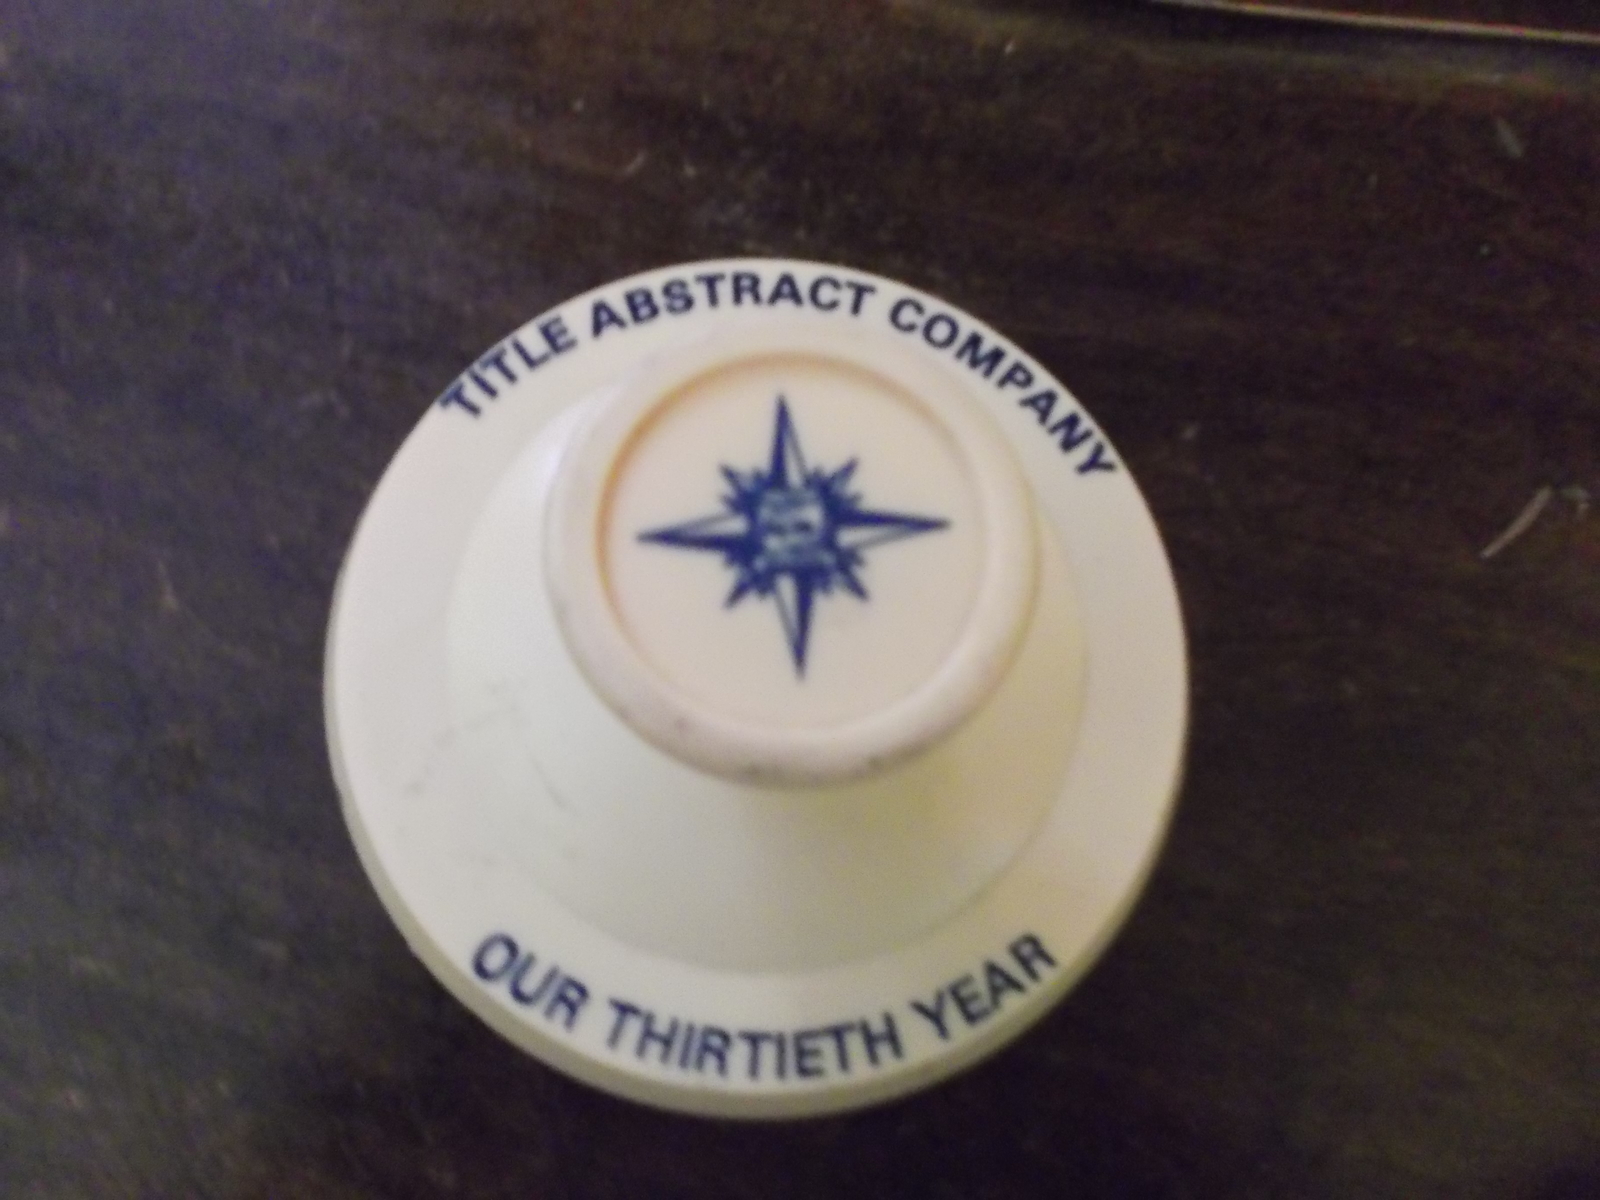 TITLE ABSTRACT COMPANY
OUR THIRTIETH YEAR